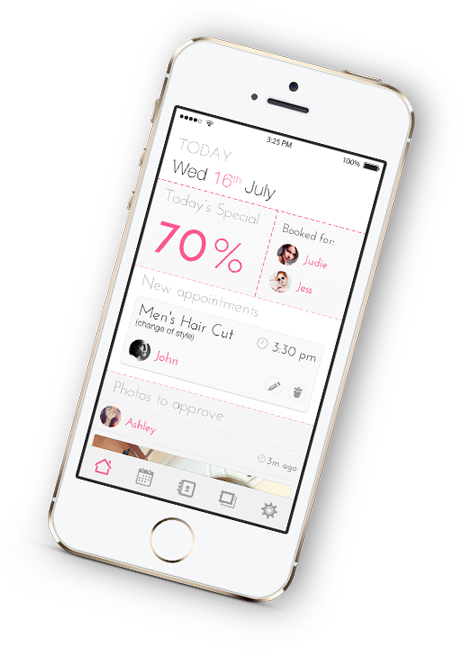 3:25 PM
100%
TODAY
Wed 16th July
Today's Special
70%
Booked for:
Judie
Jess
New appointments
Men's Hair Cut
(change of style)
3:30 pm
John
Photos to approve
Ashley
3m ago